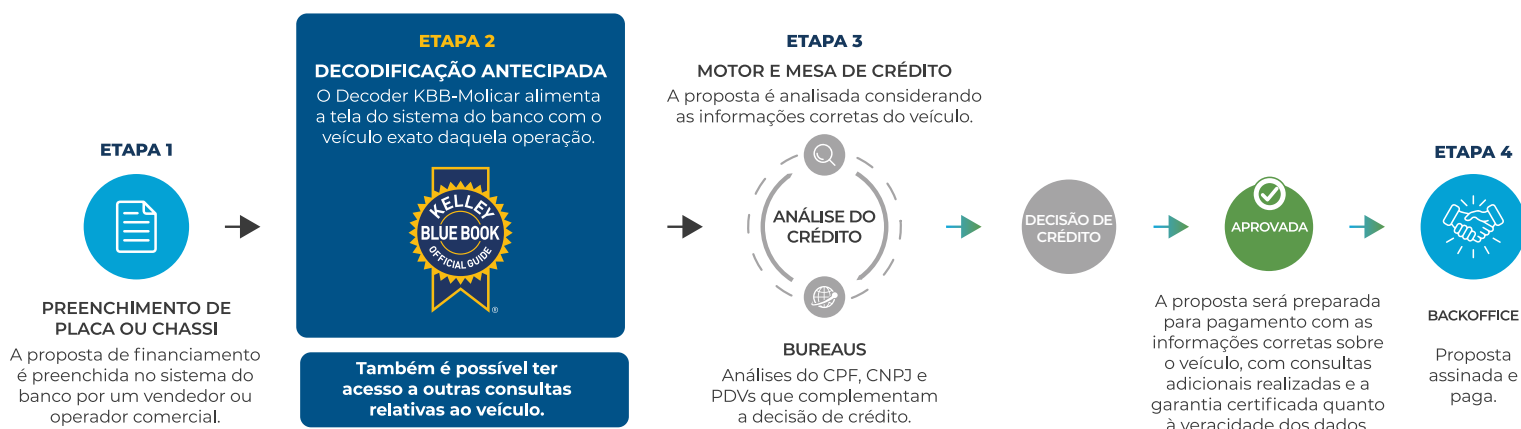 ETAPA 1
PREENCHIMENTO DE
PLACA OU CHASSI
A proposta de financiamento
é preenchida no sistema do
banco por um vendedor ou
operador comercial.
ETAPA 2
DECODIFICAÇÃO ANTECIPADA
O Decoder KBB-Molicar alimenta
a tela do sistema do banco com o
veículo exato daquela operação.
KELLEY
BLUE BOOK
OFFICIAL GUIDE
®
Também é possível ter
acesso a outras consultas
relativas ao veículo.
ETAPA 3
MOTOR E MESA DE CRÉDITO
A proposta é analisada considerando
as informações corretas do veículo.
ANÁLISE DO
CRÉDITO
BUREAUS
Análises do CPF, CNPJ e
PDVs que complementam
a decisão de crédito.
DECISÃO DE
CRÉDITO
APROVADA
A proposta será preparada
para pagamento com as
informações corretas sobre
o veículo, com consultas
adicionais realizadas e a
garantia certificada quanto
à veracidade dos dados
ETAPA 4
BACKOFFICE
Proposta
assinada e
paga.